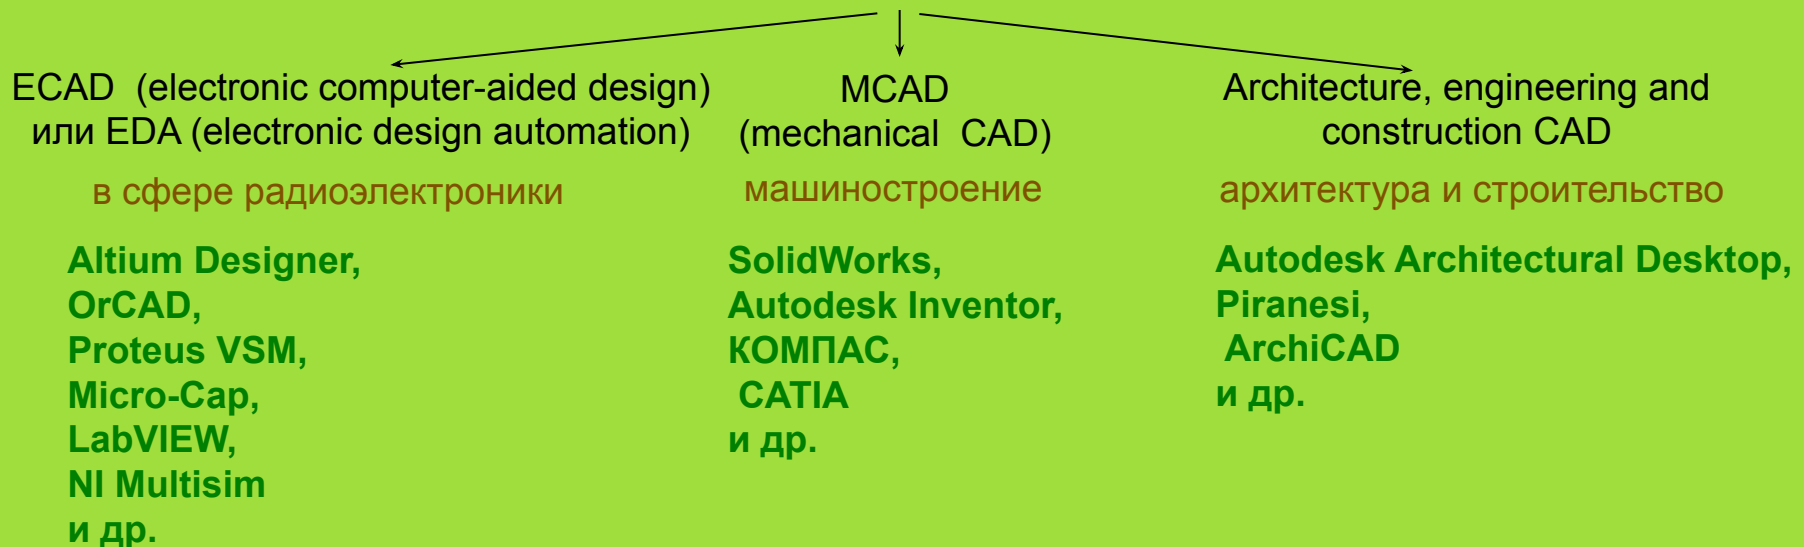 ECAD (electronic computer-aided design)
или EDA (electronic design automation)
в сфере радиоэлектроники
Altium Designer,
OrCAD,
Proteus VSM,
Micro-Cap,
LabVIEW,
NI Multisim
и др.
MCAD
(mechanical CAD)
машиностроение
SolidWorks,
Autodesk Inventor,
КОМПАС,
CATIA
и др.
Architecture, engineering and
construction CAD
архитектура и строительство
Autodesk Architectural Desktop,
Piranesi,
ArchiCAD
и др.